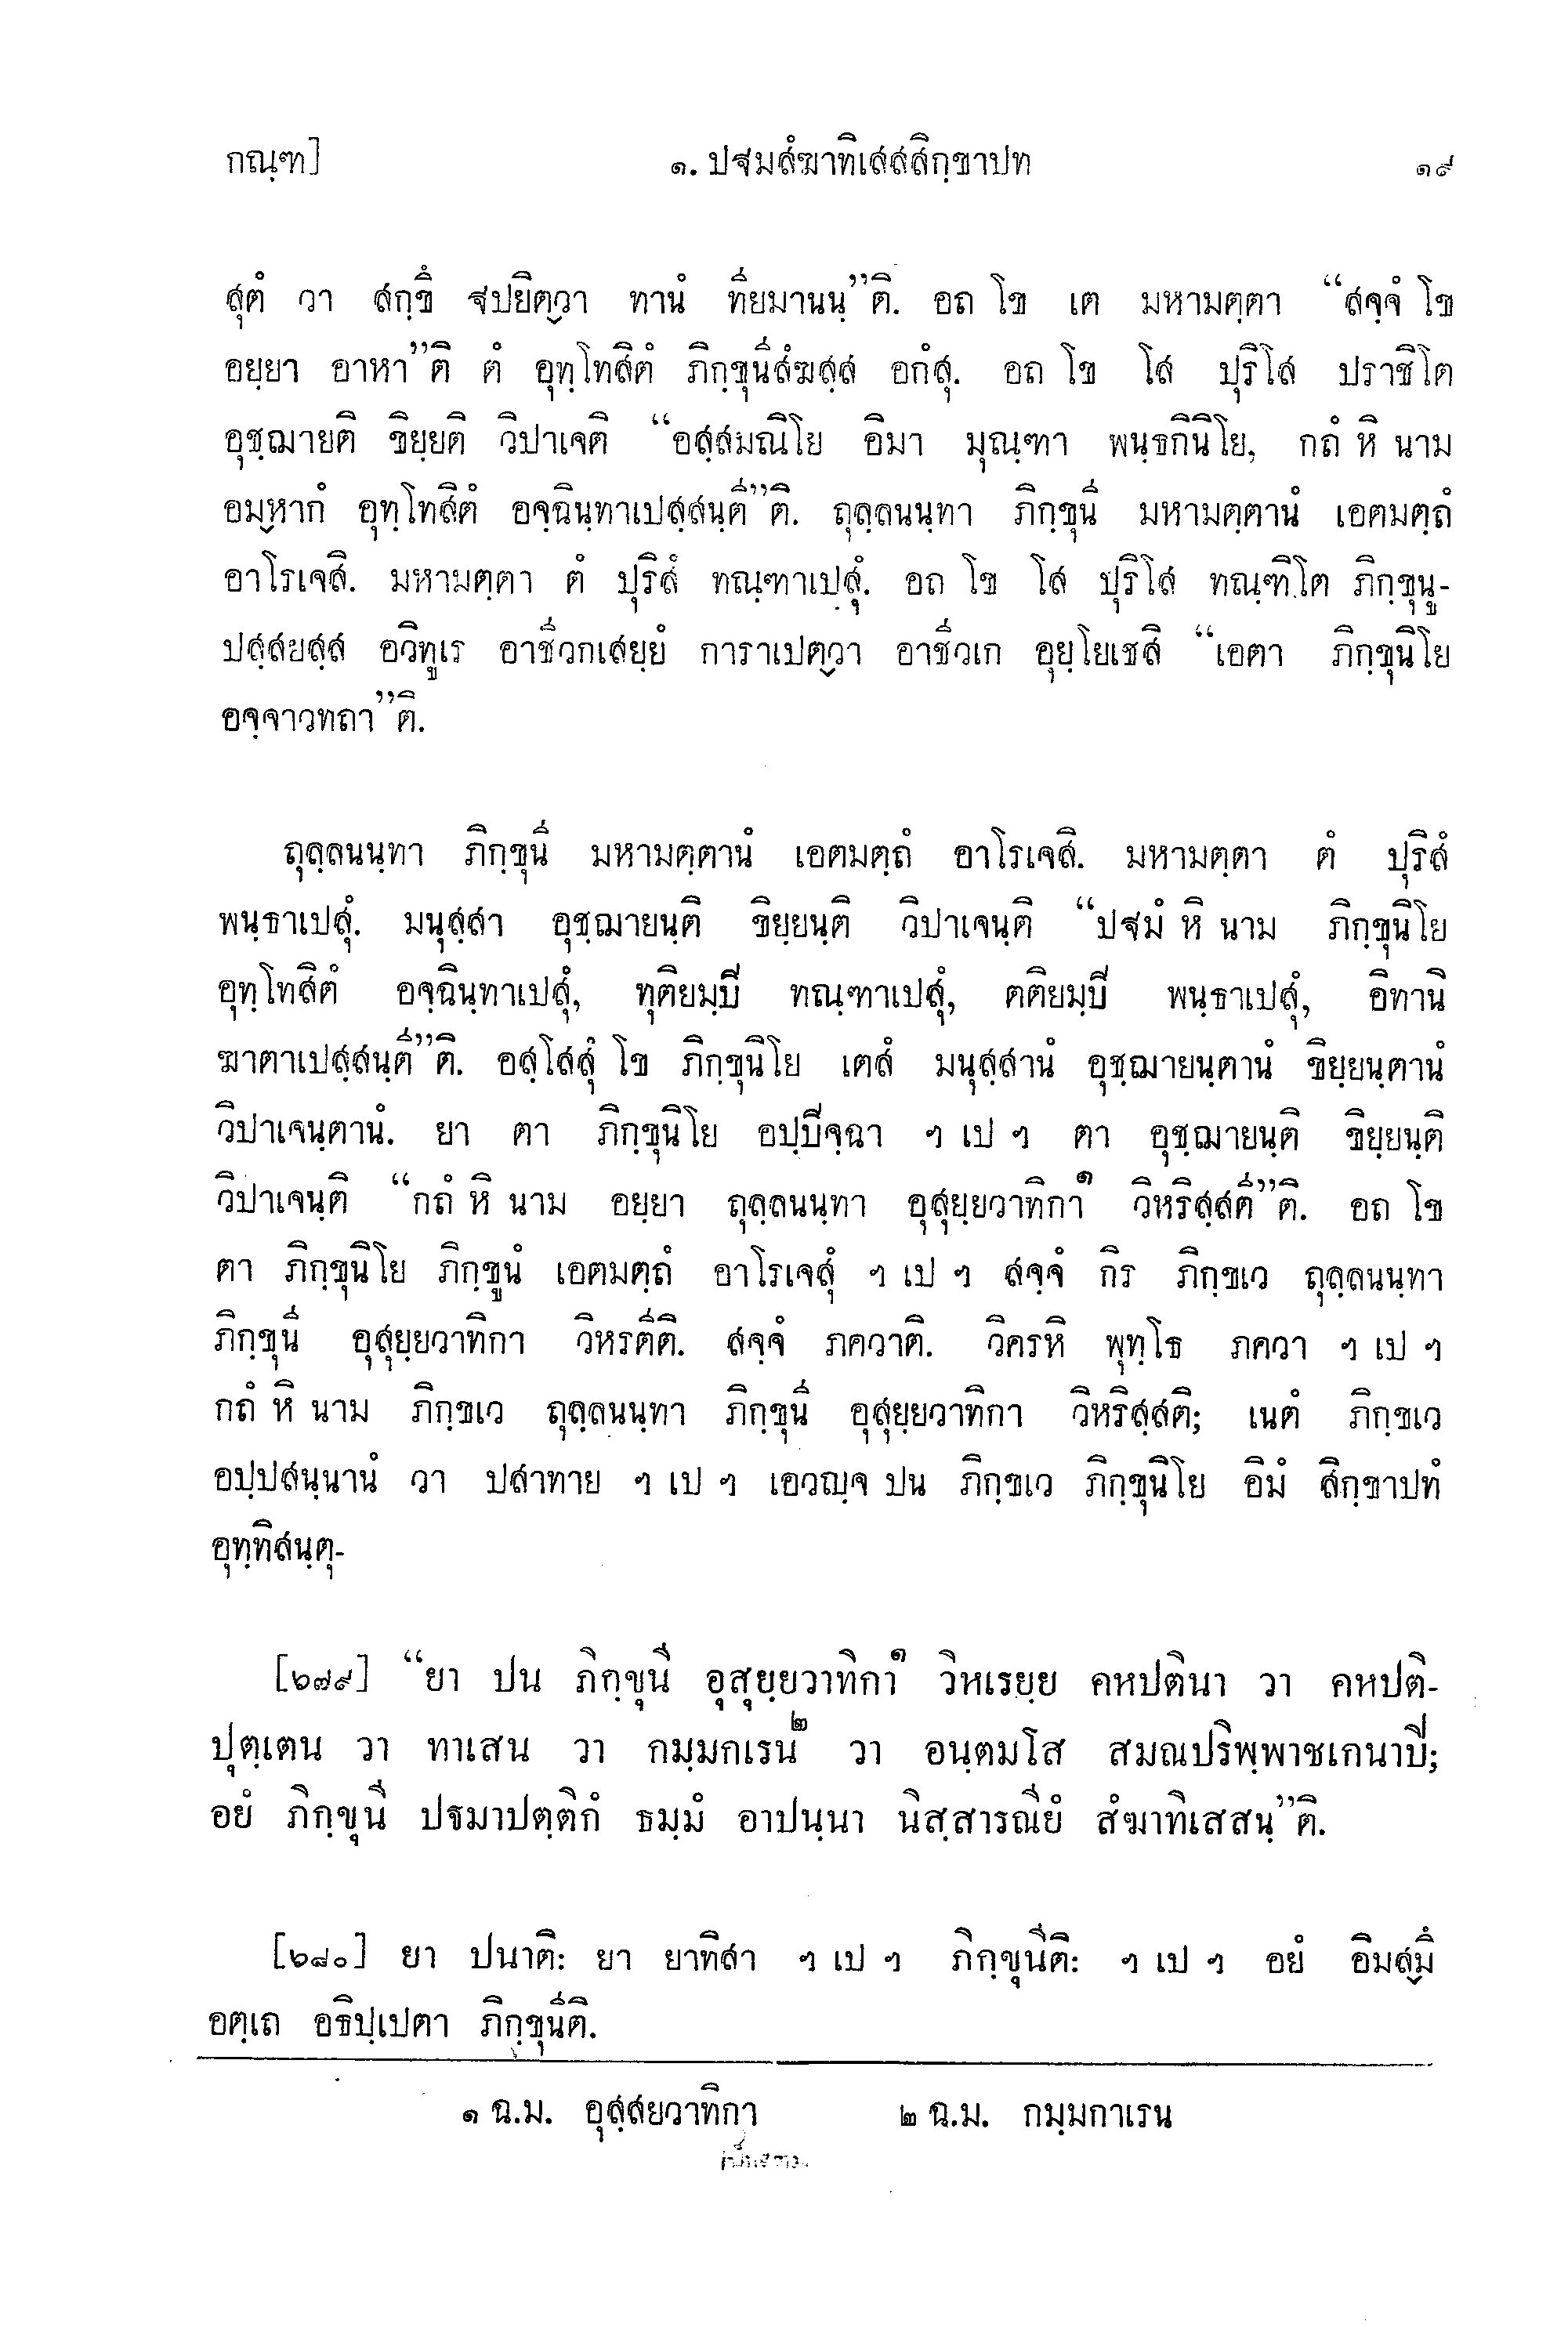 กณฺฑ] ๑. ปฐมสํฆาทิเสสสิกฺขาปท ๑๙
สุตํ วา สกฺขึ ฐปยิตฺวา ทานํ ทียมานนฺ”ติ. อถ โข เต มหามตฺตา “สจฺจํ โข
อยฺยา อาหา”ติ ตํ อุทฺโทสิตํ ภิกฺขุนีสํฆสฺส อกํสุ. อถ โข โส ปุริโส ปราชิโต
อุชฺฌายติ ขิยฺยติ วิปาเจติ “อสฺสมณิโย อิมา มุณฺฑา พนฺธกินิโย, กถํ หิ นาม
อมฺหากํ อุทฺโทสิตํ อจฺฉินฺทาเปสฺสนฺตี”ติ. ถุลฺลนนฺทา ภิกฺขุนี มหามตฺตานํ เอตมตฺถํ
อาโรเจสิ. มหามตฺตา ตํ ปุริสํ ทณฺฑาเปสุํ. อถ โข โส ปุริโส ทณฺฑิโต ภิกฺขุนู-
ปสฺสยสฺส อวิทูเร อาชีวกเสยฺยํ การาเปตฺวา อาชีวเก อุยฺโยเชสิ “เอตา ภิกฺขุนิโย
อจฺจาวทถา”ติ.
ถุลฺลนนฺทา ภิกฺขุนี มหามตฺตานํ เอตมตฺถํ อาโรเจสิ. มหามตฺตา ตํ ปุริสํ
พนฺธาเปสุํ. มนุสฺสา อุชฺฌายนฺติ ขิยฺยนฺติ วิปาเจนฺติ “ปฐมํ หิ นาม ภิกฺขุนิโย
อุทฺโทสิตํ อจฺฉินฺทาเปสุํ, ทุติยมฺปิ ทณฺฑาเปสุํ, ตติยมฺปิ พนฺธาเปสุํ, อิทานิ
ฆาตาเปสฺสนฺตี”ติ. อสฺโสสุํ โข ภิกฺขุนิโย เตสํ มนุสฺสานํ อุชฺฌายนฺตานํ ขิยฺยนฺตานํ
วิปาเจนฺตานํ. ยา ตา ภิกฺขุนิโย อปฺปิจฺฉา ฯ เป ฯ ตา อุชฺฌายนฺติ ขิยฺยนฺติ
วิปาเจนฺติ “กถํ หิ นาม อยฺยา ถุลฺลนนฺทา อุสุยฺยวาทิกา๑ วิหริสฺสตี”ติ. อถ โข
ตา ภิกฺขุนิโย ภิกฺขูนํ เอตมตฺถํ อาโรเจสุํ ฯ เป ฯ สจฺจํ กิร ภิกฺขเว ถุลฺลนนฺทา
ภิกฺขุนี อุสุยฺยวาทิกา วิหรตีติ. สจฺจํ ภควาติ. วิครหิ พุทฺโธ ภควา ฯ เป ฯ
กถํ หิ นาม ภิกฺขเว ถุลฺลนนฺทา ภิกฺขุนี อุสุยฺยวาทิกา วิหริสฺสติ; เนตํ ภิกฺขเว
อปฺปสนฺนานํ วา ปสาทาย ฯ เป ฯ เอวญฺจ ปน ภิกฺขเว ภิกฺขุนิโย อิมํ สิกฺขาปทํ
อุทฺทิสนฺตุ-
[๖๗๙] “ยา ปน ภิกฺขุนี อุสุยฺยวาทิกา๑ วิหเรยฺย คหปตินา วา คหปติ-
ปุตฺเตน วา ทาเสน วา กมฺมกเรน๒ วา อนฺตมโส สมณปริพฺพาชเกนาปิ;
อยํ ภิกฺขุนี ปฐมาปตฺติกํ ธมฺมํ อาปนฺนา นิสฺสารณียํ สํฆาทิเสสนฺ”ติ.
[๖๘๐] ยา ปนาติ: ยา ยาทิสา ฯ เป ฯ ภิกฺขุนีติ: ฯ เป ฯ อยํ อิมสฺมึ
อตฺเถ อธิปฺเปตา ภิกฺขุนีติ.
๑ ฉ.ม. อุสฺสยวาทิกา ๒ ฉ.ม. กมฺมกาเรน